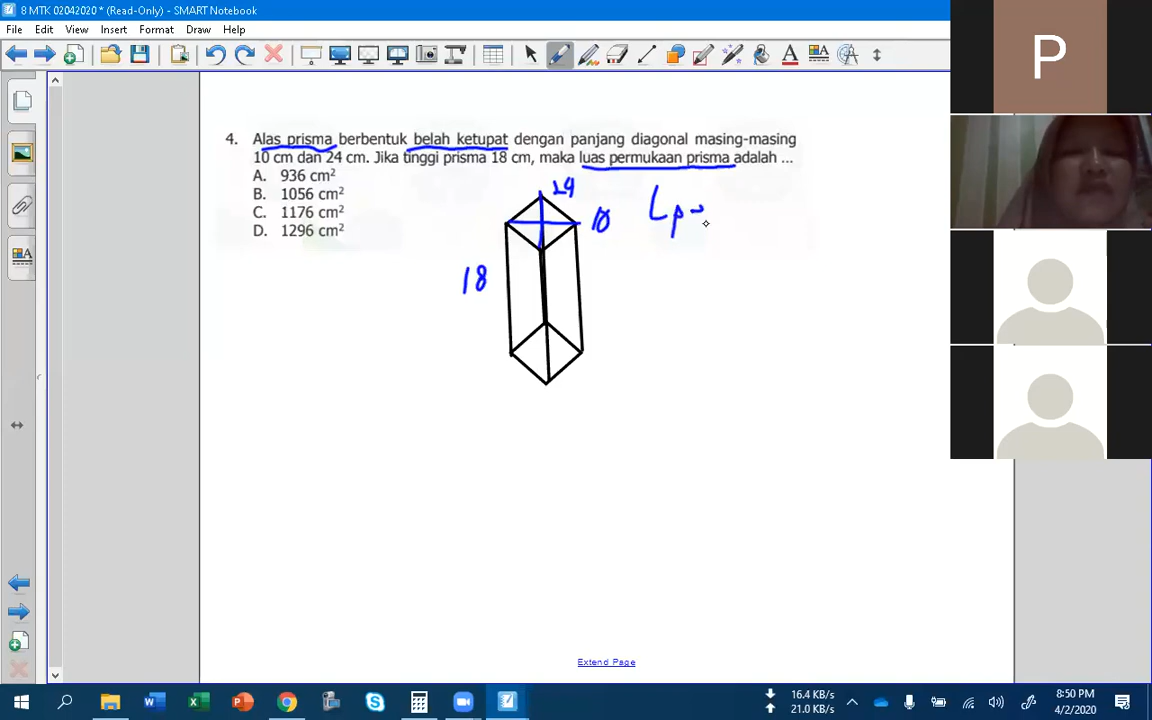 8 MTK 02042020 * (Read-Only) - SMART Notebook
File Edit View Insert Format Draw Help
P
4. Alas prisma berbentuk belah ketupat dengan panjang diagonal masing-masing
10 cm dan 24 cm. Jika tinggi prisma 18 cm, maka luas permukaan prisma adalah ...
A. 936 cm²
B. 1056 cm²
C. 1176 cm²
D. 1296 cm²
24
10
Lp
18
Extend Page
16.4 KB/s
21.0 KB/s
8:50 PM
4/2/2020